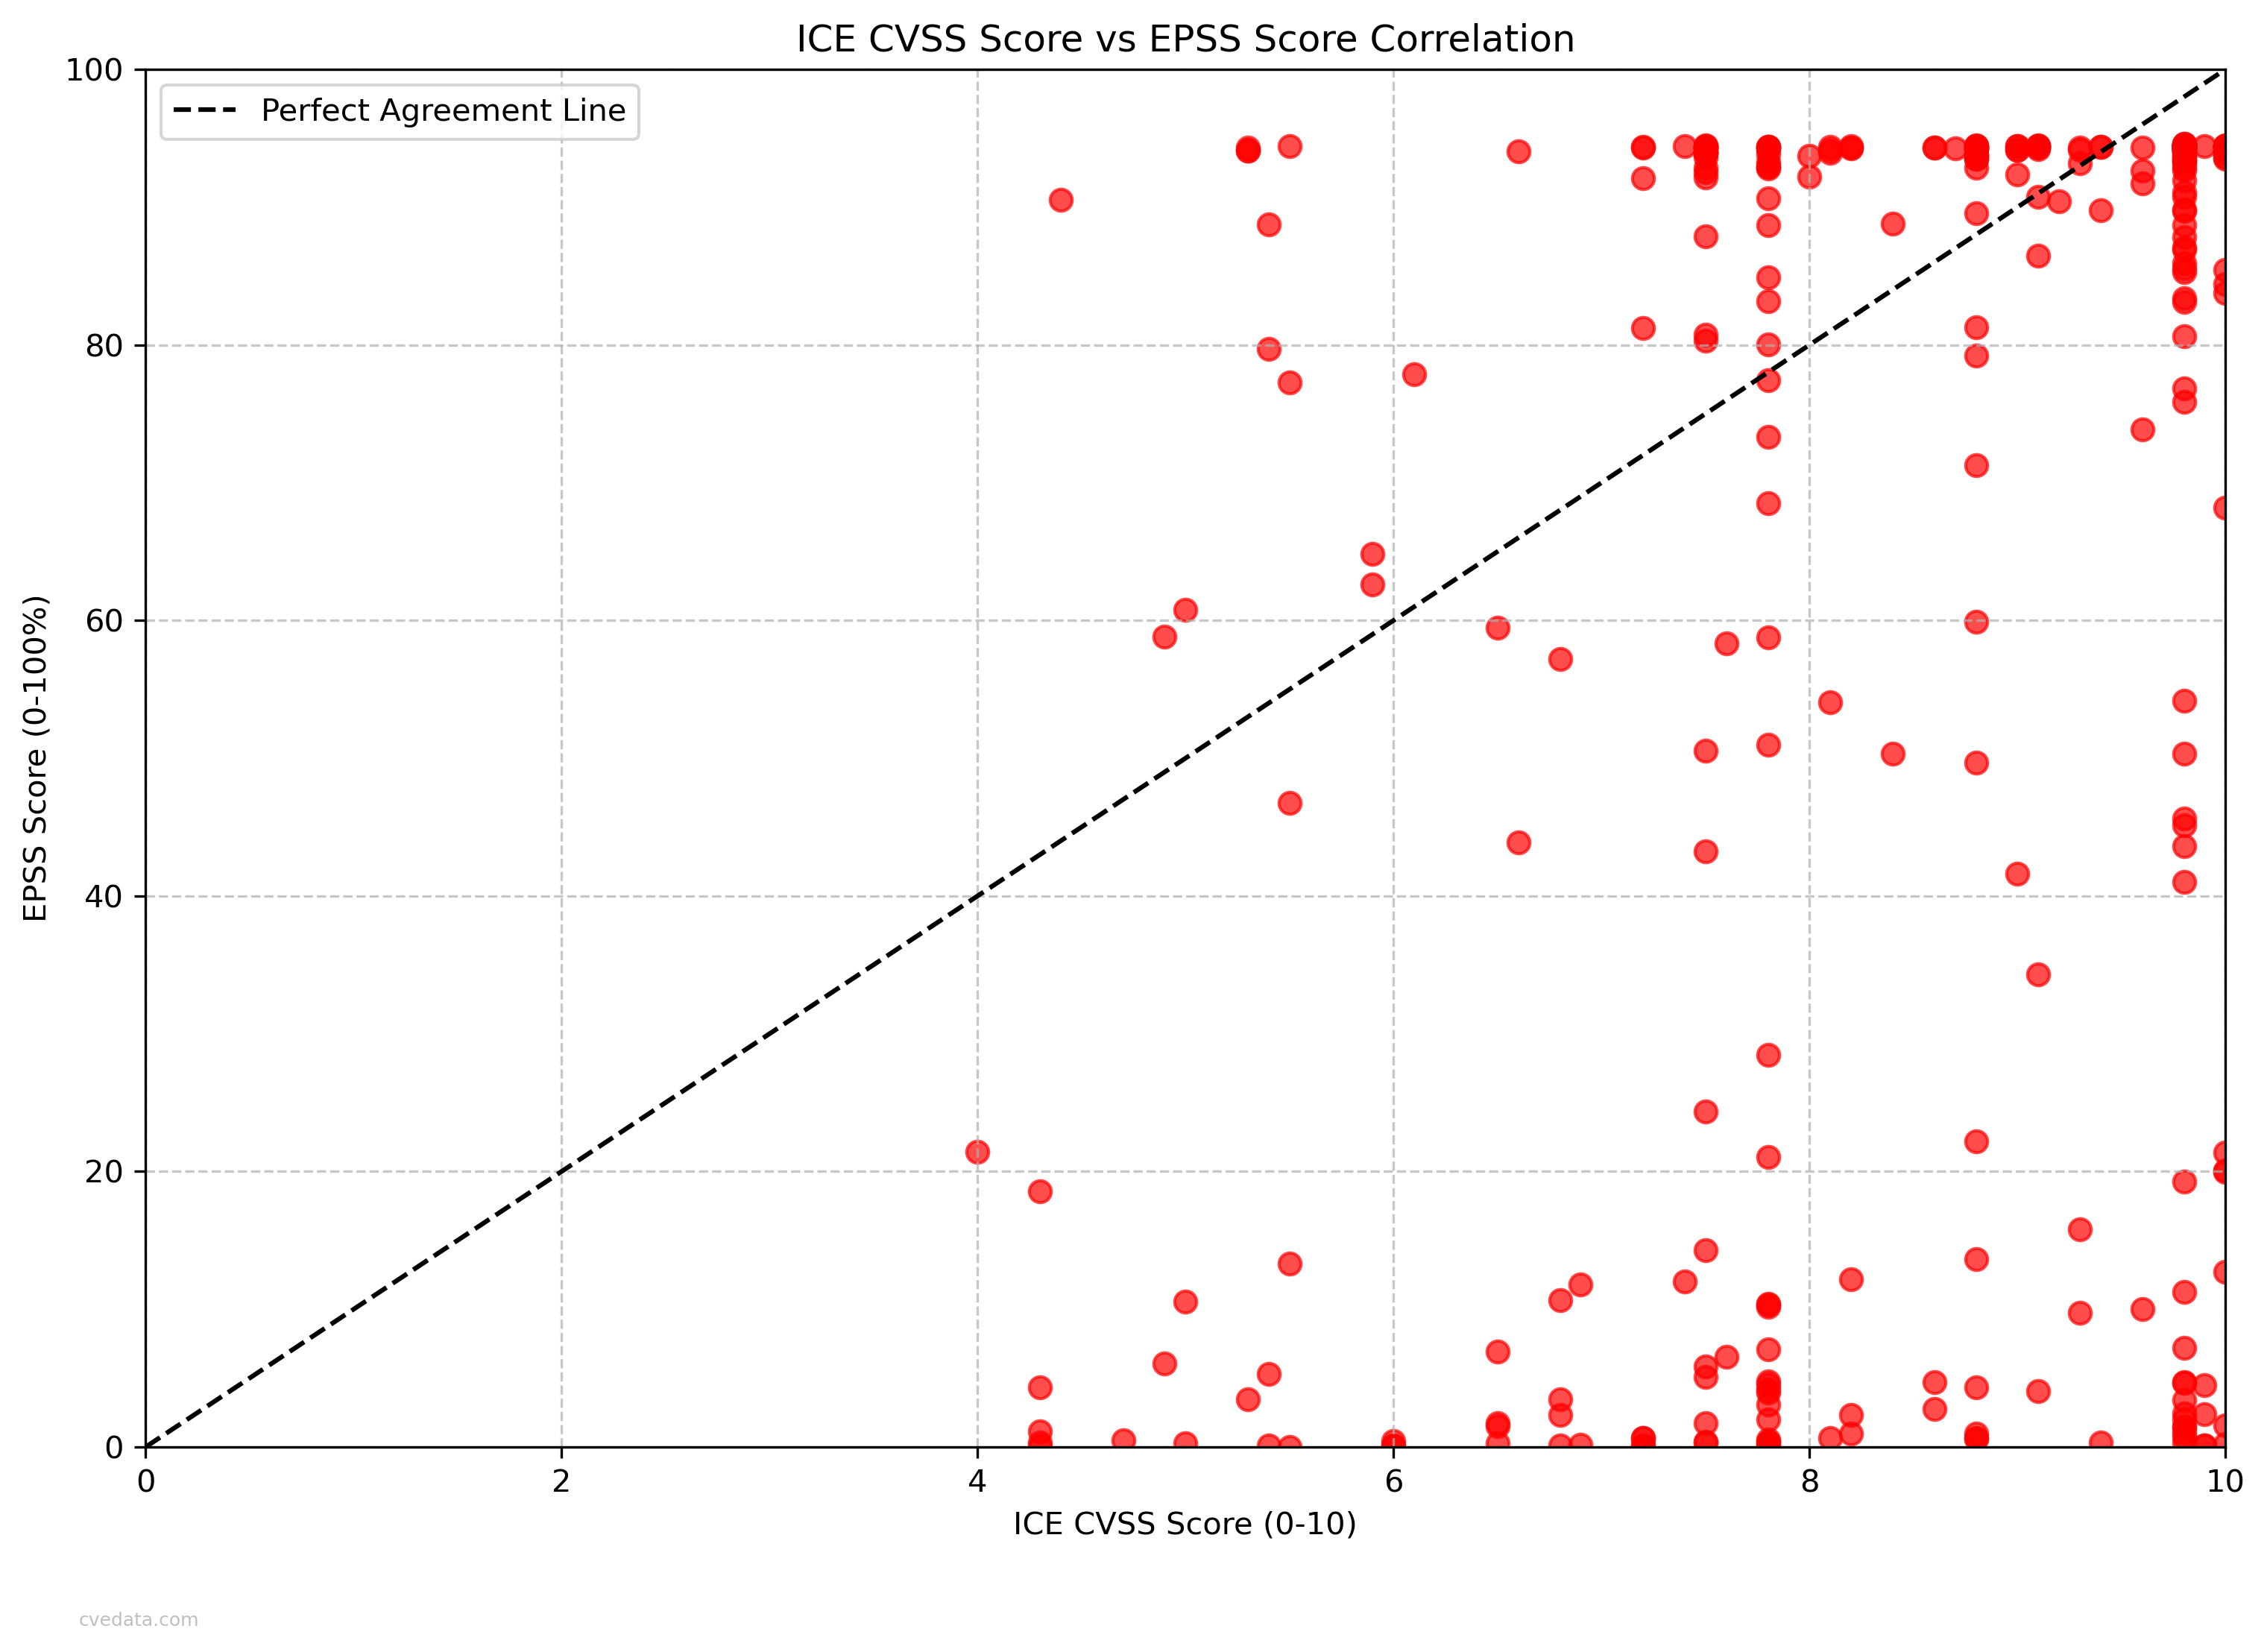 ICE CVSS Score vs EPSS Score Correlation
Perfect Agreement Line
EPSS Score (0-100%)
100
80
60
40
20
0
0 2 4 6 8 10
ICE CVSS Score (0-10)
cvedata.com